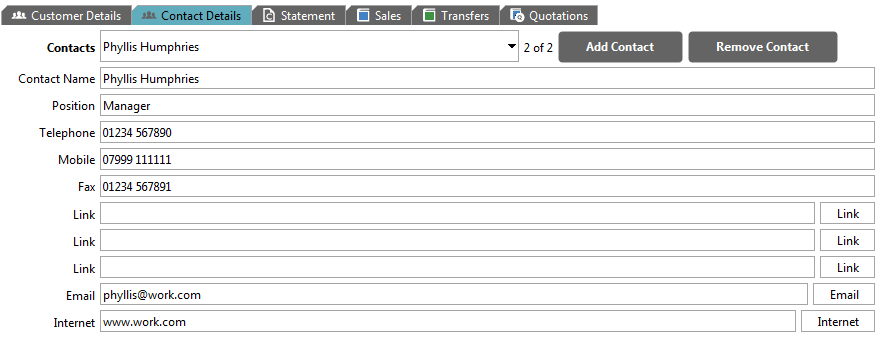 Customer Details Contact Details Statement Sales Transfers Quotations
Contacts Phyllis Humphries 2 of 2 Add Contact Remove Contact
Contact Name Phyllis Humphries
Position Manager
Telephone 01234 567890
Mobile 07999 111111
Fax 01234 567891
Link Link
Link Link
Link Link
Email phyllis@work.com Email
Internet www.work.com Internet